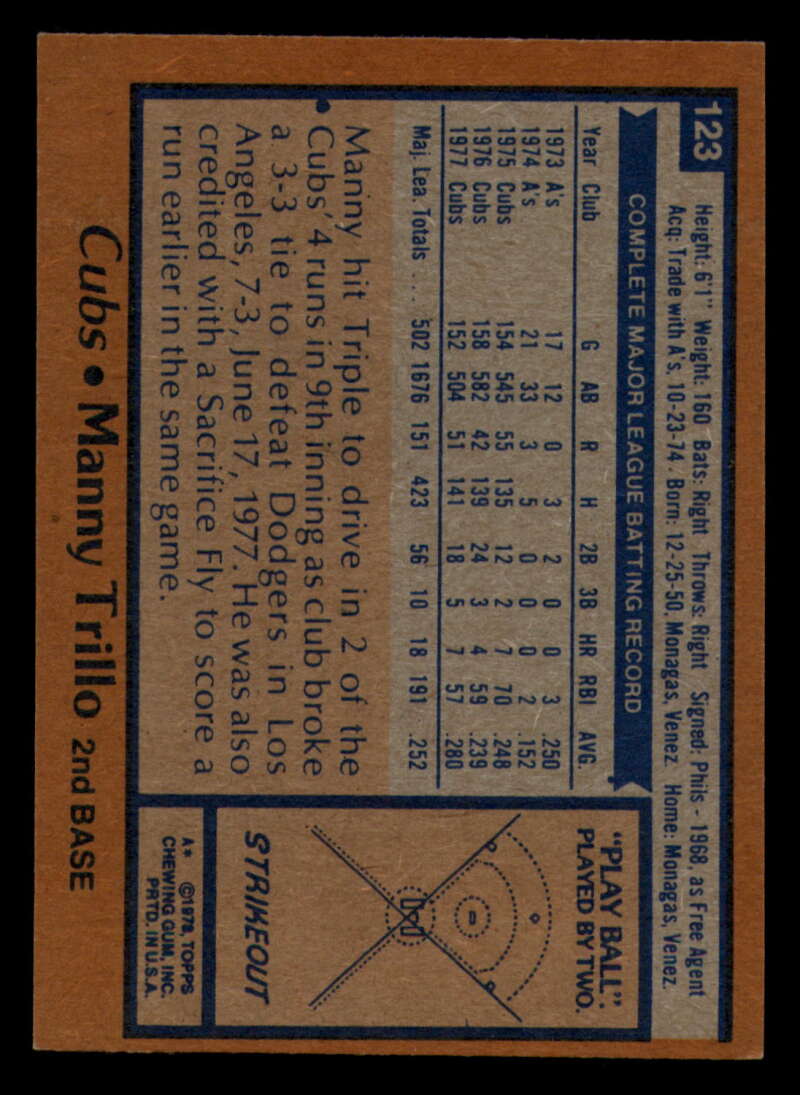 123
Height: 6'1" Weight: 160 Bats: Right Throws: Right Signed: Phils - 1968, as Free Agent
Acq: Trade with A's, 10-23-74. Born: 12-25-50, Monagas, Venez. Home: Monagas, Venez.
COMPLETE MAJOR LEAGUE BATTING RECORD
Year Club G AB R H 2B 3B HR RBI AVG.
1973 A's 17 12 0 3 2 0 0 3 .250
1974 A's 21 33 3 5 0 0 0 2 .152
1975 Cubs 154 545 55 135 12 2 7 70 .248
1976 Cubs 158 582 42 139 24 3 4 59 .239
1977 Cubs 152 504 51 141 18 5 7 57 .280
Maj. Lea. Totals ... 502 1676 151 423 56 10 18 191 .252
Manny hit Triple to drive in 2 of the
Cubs' 4 runs in 9th inning as club broke
a 3-3 tie to defeat Dodgers in Los
Angeles, 7-3, June 17, 1977. He was also
credited with a Sacrifice Fly to score a
run earlier in the same game.
"PLAY BALL":
PLAYED BY TWO.
STRIKEOUT
A* ©1978, TOPPS
CHEWING GUM, INC.
PRTD. IN U.S.A.
Cubs • Manny Trillo 2nd BASE